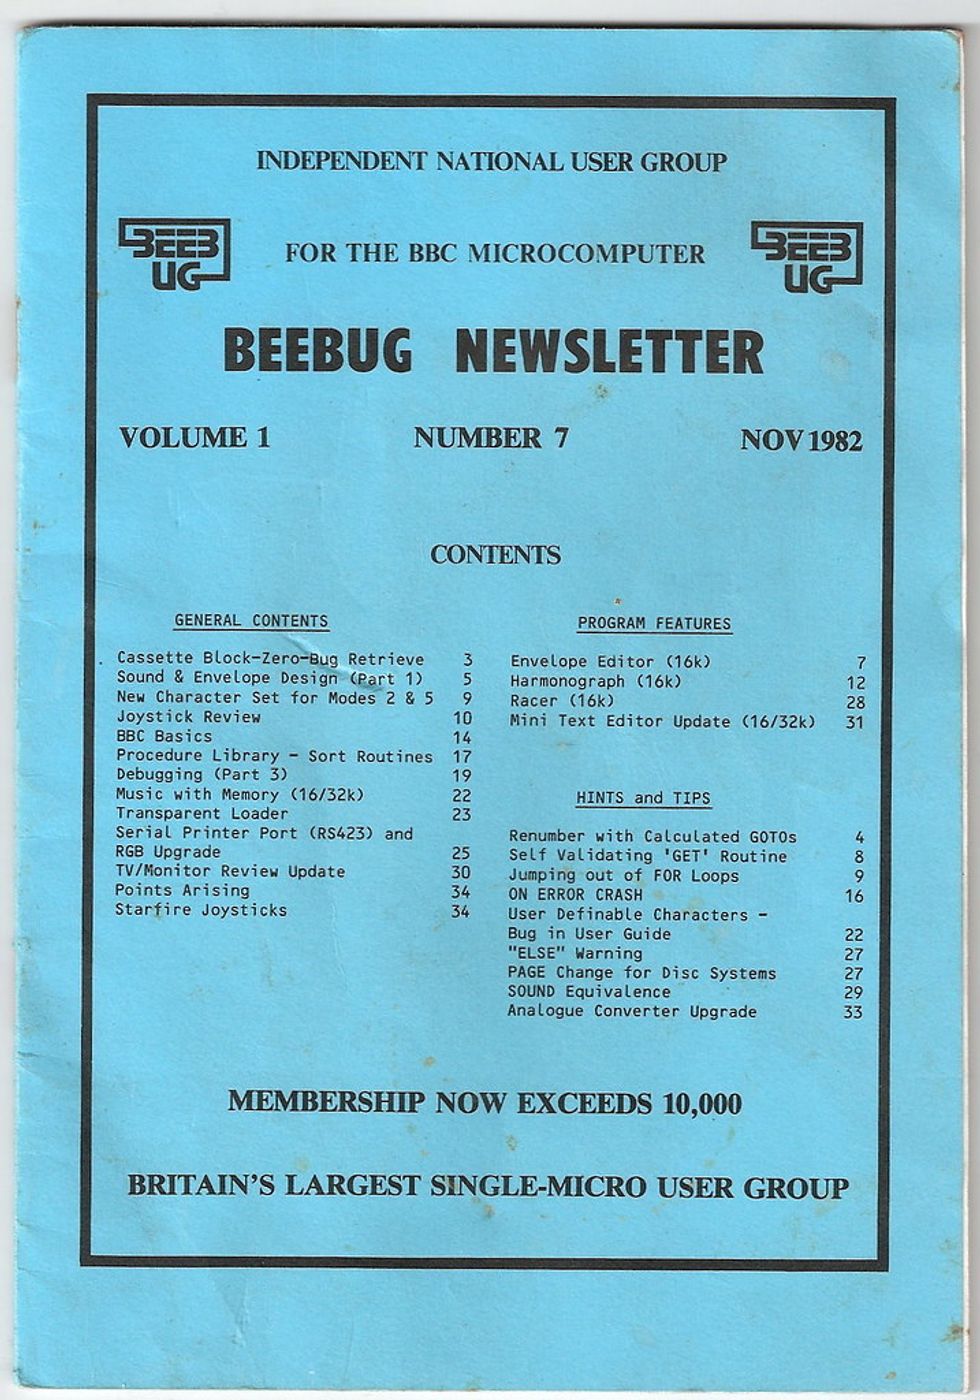 INDEPENDENT NATIONAL USER GROUP
BEEBUG
FOR THE BBC MICROCOMPUTER
BEEBUG
BEEBUG NEWSLETTER
VOLUME 1 NUMBER 7 NOV 1982
CONTENTS
GENERAL CONTENTS
Cassette Block-Zero-Bug Retrieve 3
Sound & Envelope Design (Part 1) 5
New Character Set for Modes 2 & 5 9
Joystick Review 10
BBC Basics 14
Procedure Library - Sort Routines 17
Debugging (Part 3) 19
Music with Memory (16/32k) 22
Transparent Loader 23
Serial Printer Port (RS423) and
RGB Upgrade 25
TV/Monitor Review Update 30
Points Arising 34
Starfire Joysticks 34
PROGRAM FEATURES
Envelope Editor (16k) 7
Harmonograph (16k) 12
Racer (16k) 28
Mini Text Editor Update (16/32k) 31
HINTS and TIPS
Renumber with Calculated GOTOs 4
Self Validating 'GET' Routine 8
Jumping out of FOR Loops 9
ON ERROR CRASH 16
User Definable Characters -
Bug in User Guide 22
"ELSE" Warning 27
PAGE Change for Disc Systems 27
SOUND Equivalence 29
Analogue Converter Upgrade 33
MEMBERSHIP NOW EXCEEDS 10,000
BRITAIN'S LARGEST SINGLE-MICRO USER GROUP